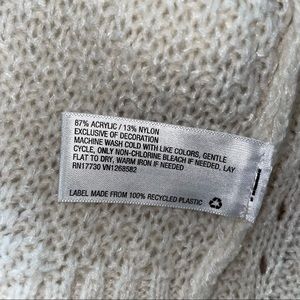 87% ACRYLIC / 13% NYLON
EXCLUSIVE OF DECORATION
MACHINE WASH COLD WITH LIKE COLORS, GENTLE
CYCLE, ONLY NON-CHLORINE BLEACH IF NEEDED, LAY
FLAT TO DRY, WARM IRON IF NEEDED
RN17730 VN1268582
LABEL MADE FROM 100% RECYCLED PLASTIC